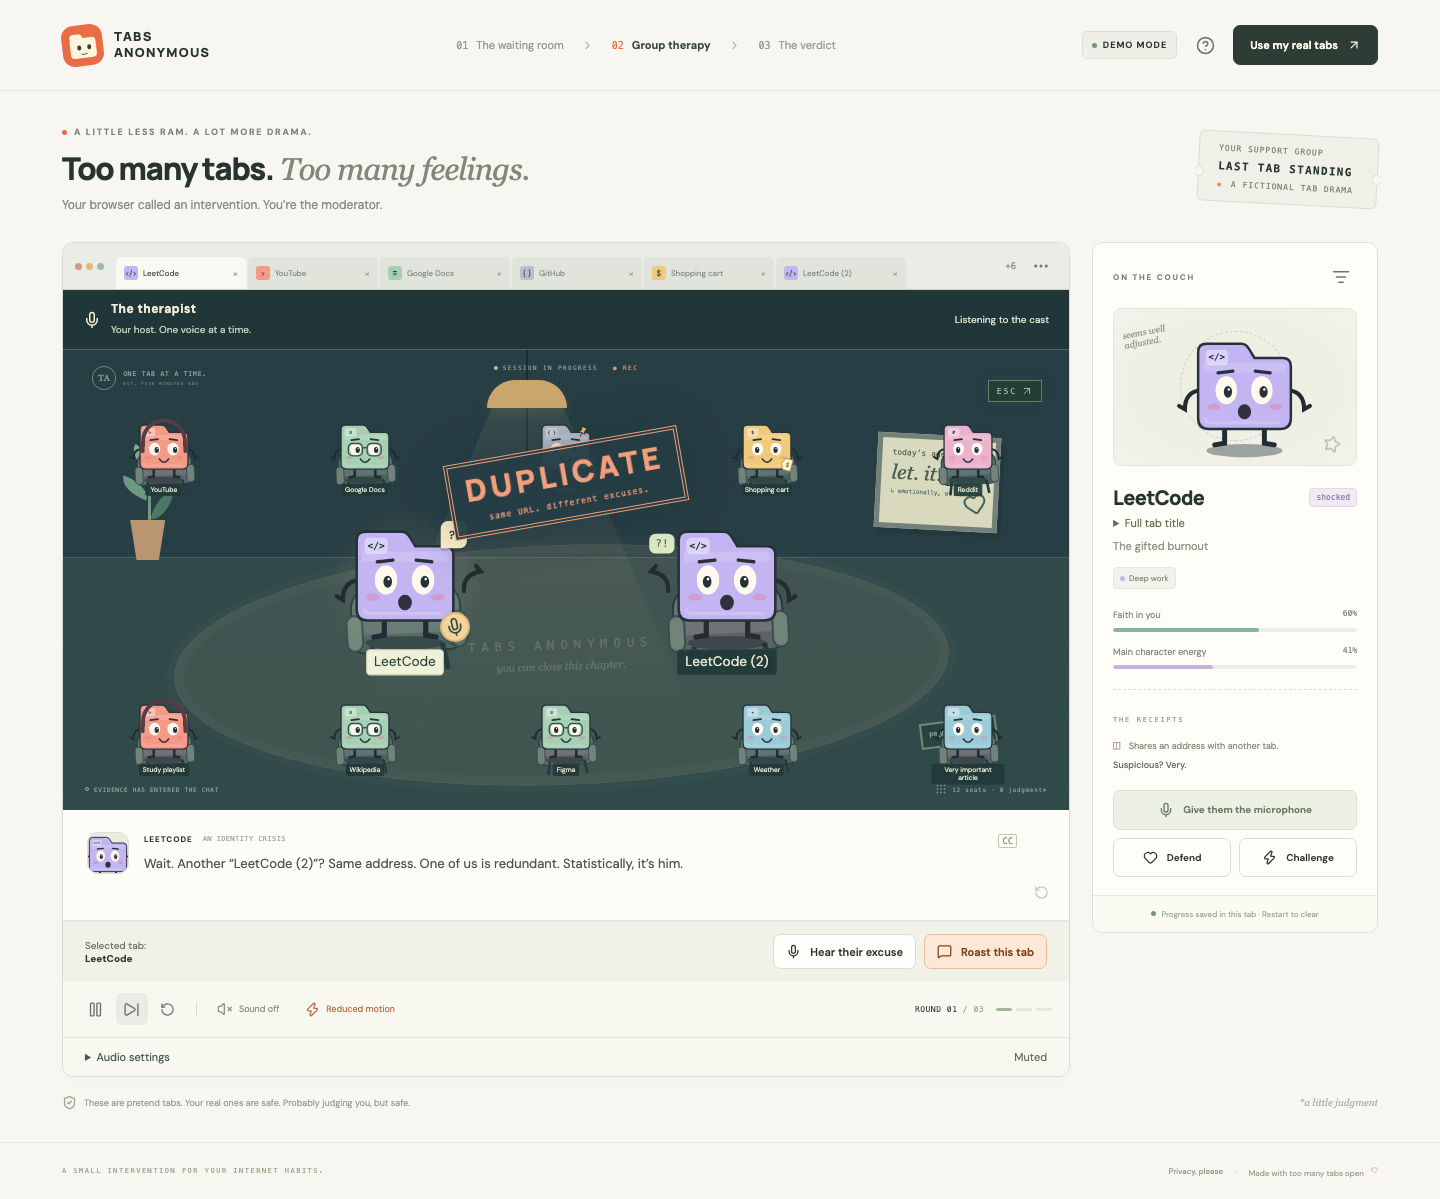 TABS
ANONYMOUS
01 The waiting room
02 Group therapy
03 The verdict
DEMO MODE
Use my real tabs
A LITTLE LESS RAM. A LOT MORE DRAMA.
Too many tabs. Too many feelings.
Your browser called an intervention. You’re the moderator.
YOUR SUPPORT GROUP
LAST TAB STANDING
A FICTIONAL TAB DRAMA
LeetCode
YouTube
Google Docs
GitHub
Shopping cart
LeetCode (2)
+6
The therapist
Your host. One voice at a time.
Listening to the cast
TA
ONE TAB AT A TIME.
EST. FIVE MINUTES AGO
SESSION IN PROGRESS
REC
ESC
YouTube
Google Docs
Shopping cart
today's
let. it
↳ emotionally,
Reddit
DUPLICATE
same URL. different excuses.
</>
?
?!
</>
LeetCode
LeetCode (2)
TABS ANONYMOUS
you can close this chapter.
Study playlist
Wikipedia
Figma
Weather
Very important
article
EVIDENCE HAS ENTERED THE CHAT
12 seats · 0 judgment*
LEETCODE AN IDENTITY CRISIS
CC
Wait. Another “LeetCode (2)”? Same address. One of us is redundant. Statistically, it’s him.
Selected tab:
LeetCode
Hear their excuse
Roast this tab
Sound off
Reduced motion
ROUND 01 / 03
Audio settings
Muted
ON THE COUCH
seems well
adjusted.
</>
LeetCode
shocked
Full tab title
The gifted burnout
Deep work
Faith in you 60%
Main character energy 41%
THE RECEIPTS
Shares an address with another tab.
Suspicious? Very.
Give them the microphone
Defend
Challenge
Progress saved in this tab · Restart to clear
These are pretend tabs. Your real ones are safe. Probably judging you, but safe.
*a little judgment
A SMALL INTERVENTION FOR YOUR INTERNET HABITS.
Privacy, please · Made with too many tabs open